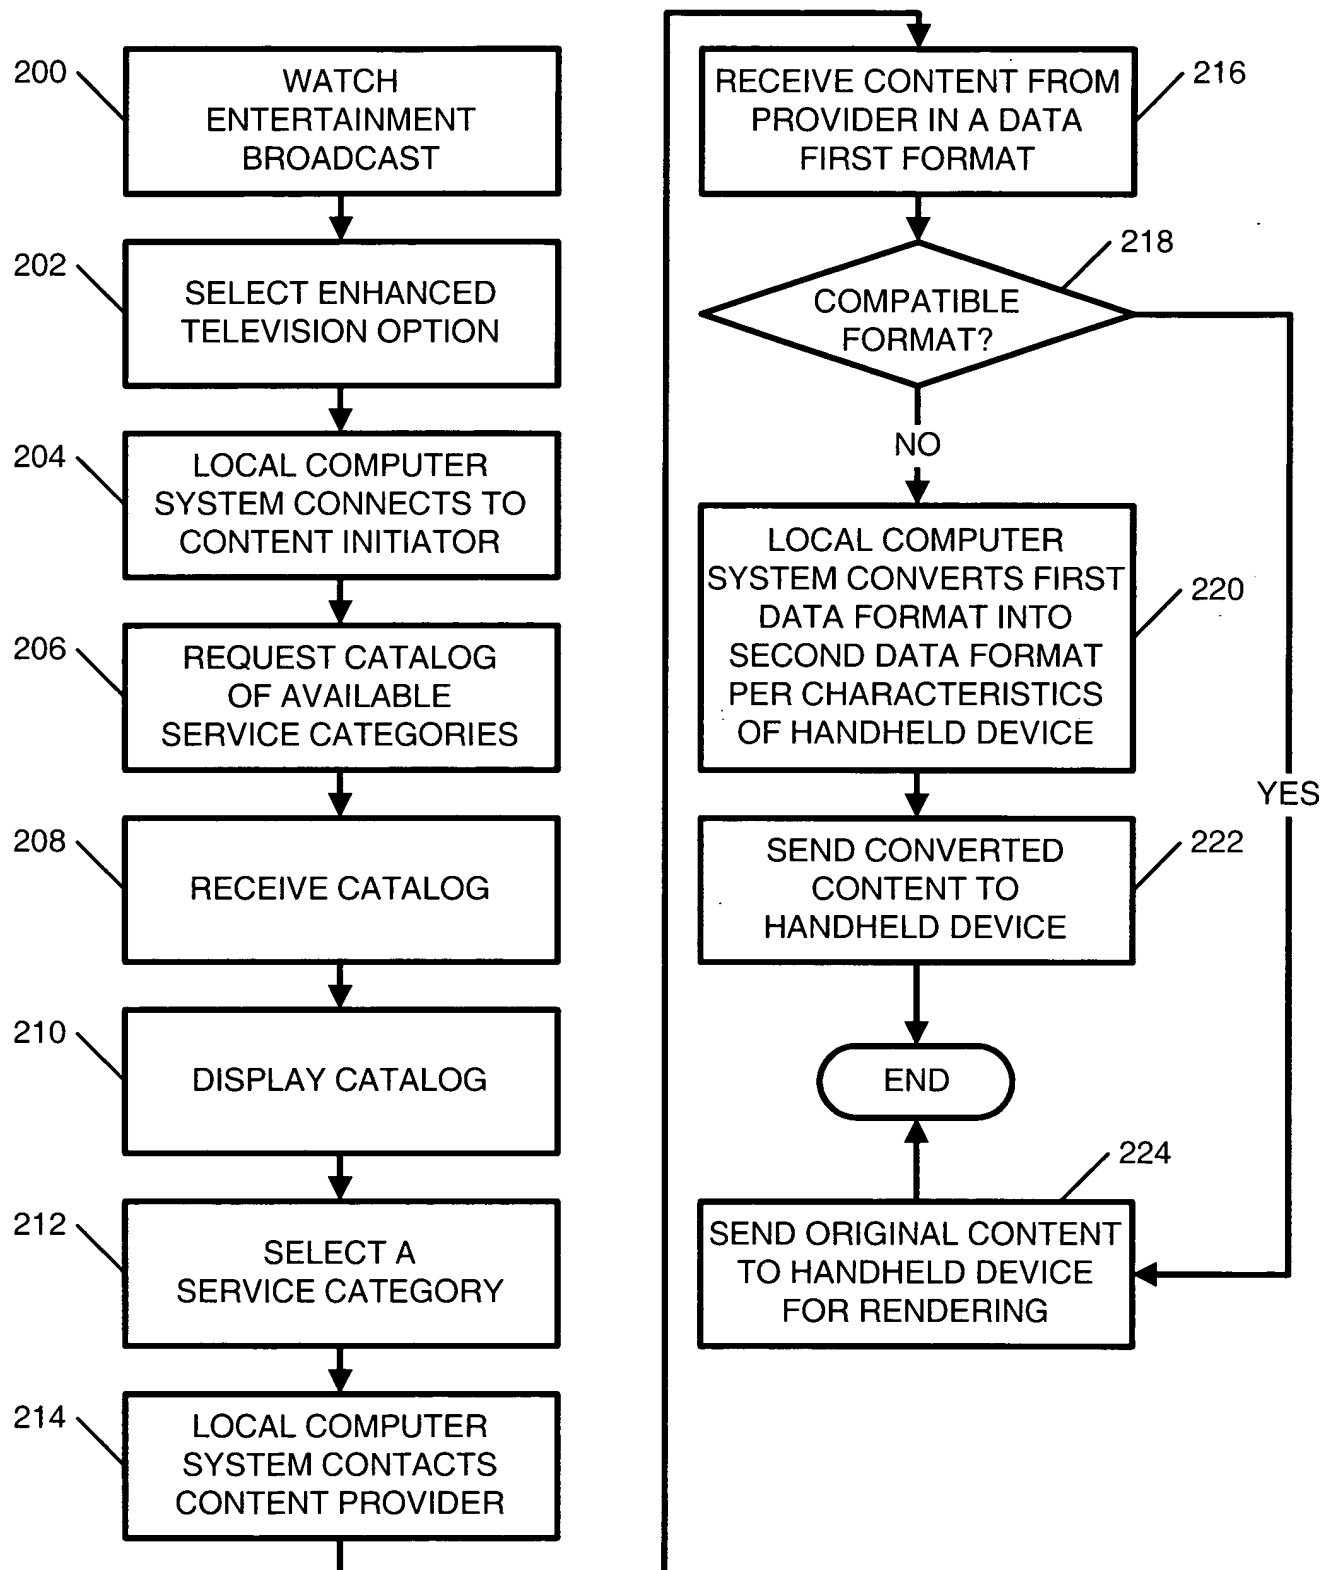 200
WATCH
ENTERTAINMENT
BROADCAST
202
SELECT ENHANCED
TELEVISION OPTION
204
LOCAL COMPUTER
SYSTEM CONNECTS TO
CONTENT INITIATOR
206
REQUEST CATALOG
OF AVAILABLE
SERVICE CATEGORIES
208
RECEIVE CATALOG
210
DISPLAY CATALOG
212
SELECT A
SERVICE CATEGORY
214
LOCAL COMPUTER
SYSTEM CONTACTS
CONTENT PROVIDER
216
RECEIVE CONTENT FROM
PROVIDER IN A DATA
FIRST FORMAT
218
COMPATIBLE
FORMAT?
NO
YES
220
LOCAL COMPUTER
SYSTEM CONVERTS FIRST
DATA FORMAT INTO
SECOND DATA FORMAT
PER CHARACTERISTICS
OF HANDHELD DEVICE
222
SEND CONVERTED
CONTENT TO
HANDHELD DEVICE
END
224
SEND ORIGINAL CONTENT
TO HANDHELD DEVICE
FOR RENDERING